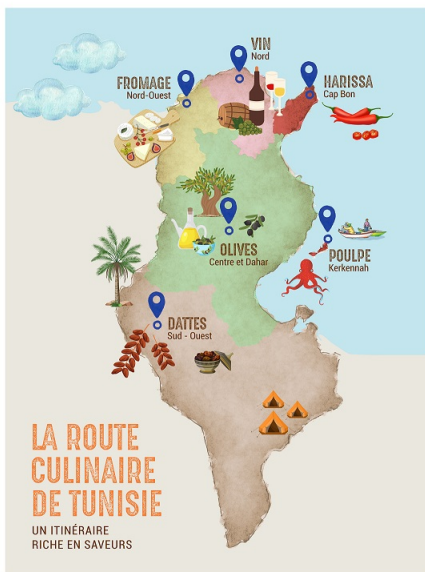 VIN
Nord
FROMAGE
Nord-Ouest
HARISSA
Cap Bon
OLIVES
Centre et Dahar
POULPE
Kerkennah
DATTES
Sud - Ouest
LA ROUTE
CULINAIRE
DE TUNISIE
UN ITINÉRAIRE
RICHE EN SAVEURS